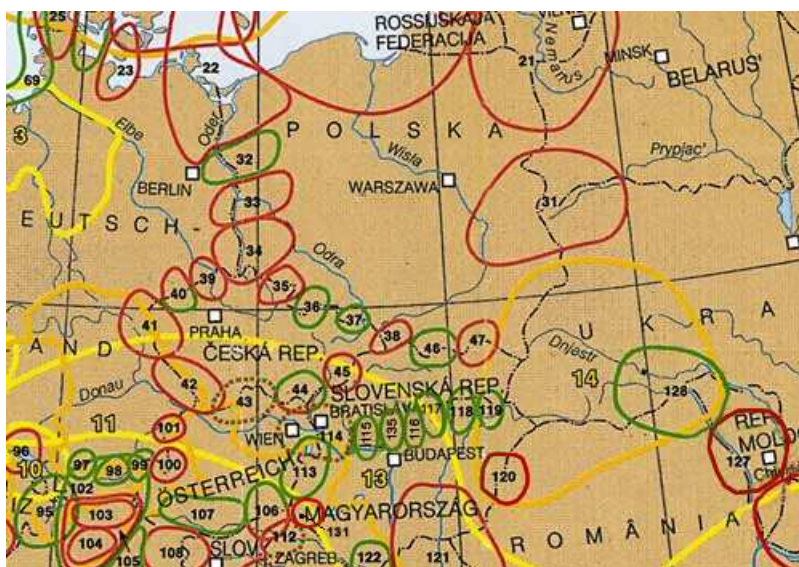 25
ROSSIJSKAJA
FEDERACIJA
23
22
21
Nemunas
MINSK
BELARUS'
69
3
Elbe
Oder
P O L S K A
32
Wisła
Prypjac'
BERLIN
WARSZAWA
33
31
E U T S C H -
34
Odra
39
35
40
36
37
41
PRAHA
38
U K R A
A N D
ČESKÁ REP.
46
47
Dnjestr
45
14
Donau
42
44
SLOVENSKÁ REP.
43
128
11
BRATISLAVA
117
118
119
101
WIEN
114
115
135
116
REP.
MOLD
96
10
97
98
99
100
BUDAPEST
127
113
13
120
102
ÖSTERREICH
95
103
107
106
MAGYARORSZÁG
104
105
108
SLOV.
112
131
R O M Â N I A
ZAGREB
122
121